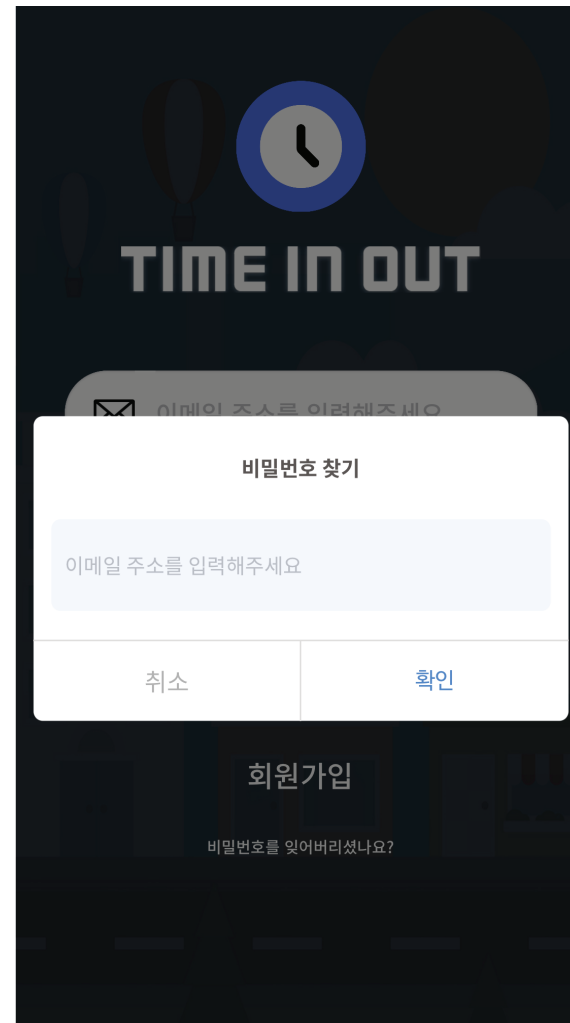 TIME IN OUT
이메일 주소를 입력해주세요
비밀번호 찾기
이메일 주소를 입력해주세요
취소
확인
회원가입
비밀번호를 잊어버리셨나요?